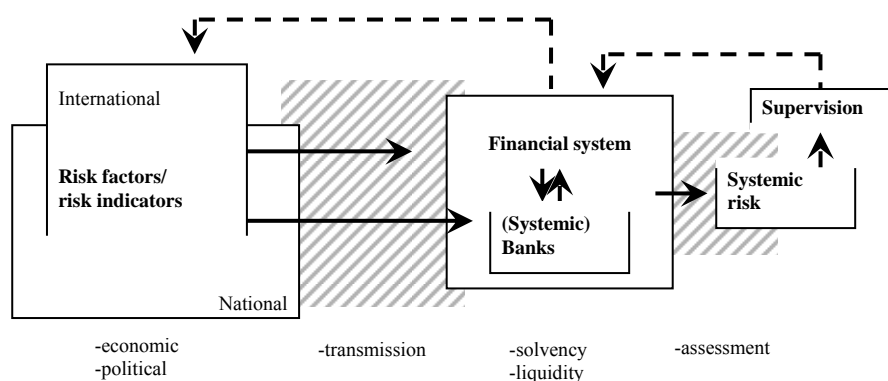 International
Risk factors/
risk indicators
National
Financial system
(Systemic)
Banks
Supervision
Systemic
risk
-economic
-political
-transmission
-solvency
-liquidity
-assessment